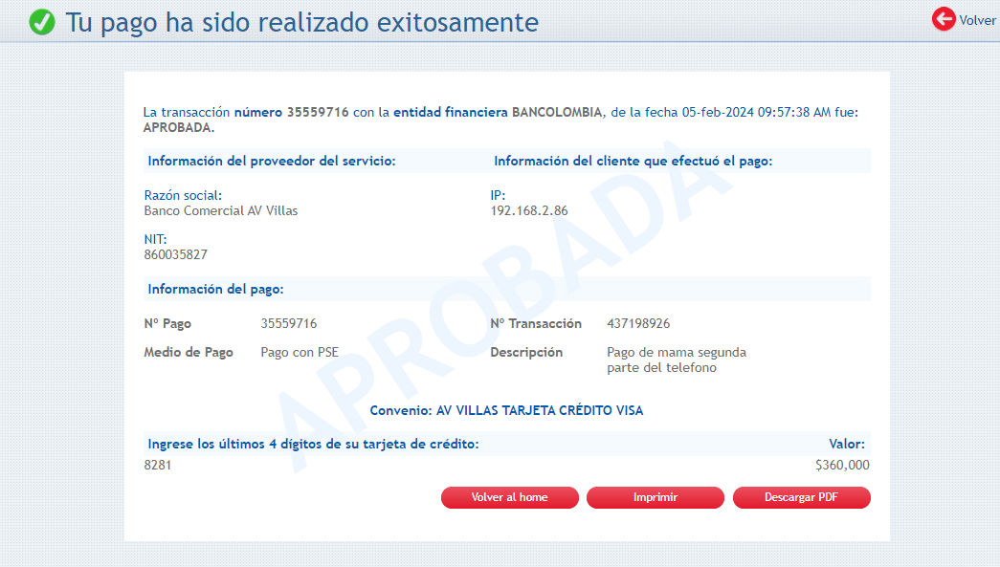 Tu pago ha sido realizado exitosamente
Volver
La transacción número 35559716 con la entidad financiera BANCOLOMBIA, de la fecha 05-feb-2024 09:57:38 AM fue:
APROBADA.
Información del proveedor del servicio: Información del cliente que efectuó el pago:
Razón social: IP:
Banco Comercial AV Villas 192.168.2.86
NIT:
860035827
Información del pago:
Nº Pago 35559716 Nº Transacción 437198926
Medio de Pago Pago con PSE Descripción Pago de mama segunda
parte del telefono
APROBADA
Convenio: AV VILLAS TARJETA CRÉDITO VISA
Ingrese los últimos 4 dígitos de su tarjeta de crédito: Valor:
8281 $360,000
Volver al home Imprimir Descargar PDF